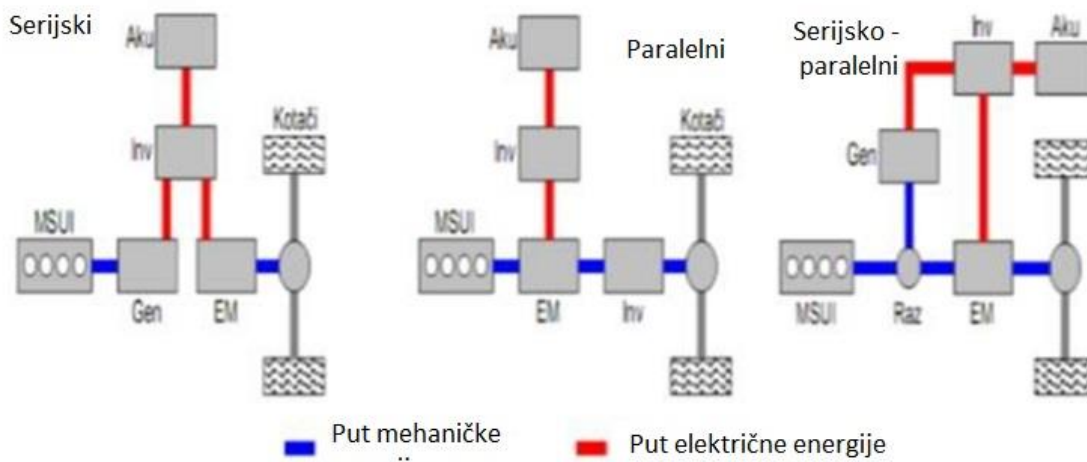 Serijski
Aku
Inv
Kotači
MSUI
Gen
EM
Paralelni
Aku
Inv
Kotači
MSUI
EM
Inv
Serijsko -
paralelni
Inv
Aku
Gen
MSUI
Raz
EM
Put mehaničke
Put električne energije